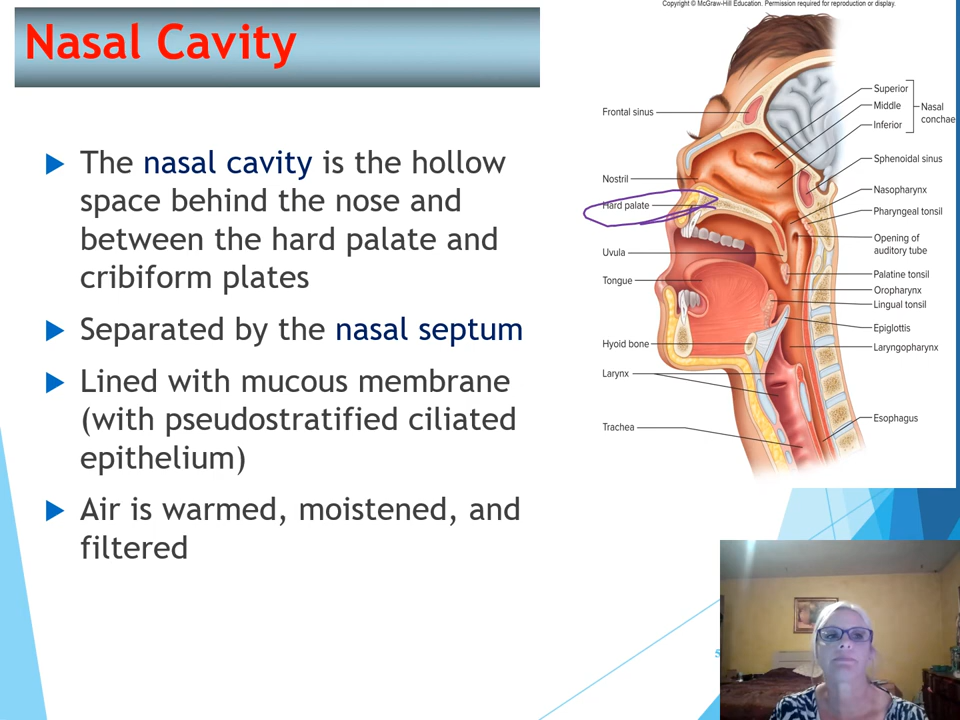 Copyright © McGraw-Hill Education. Permission required for reproduction or display.
Nasal Cavity
The nasal cavity is the hollow
space behind the nose and
between the hard palate and
cribiform plates
Separated by the nasal septum
Lined with mucous membrane
(with pseudostratified ciliated
epithelium)
Air is warmed, moistened, and
filtered
Frontal sinus
Nostril
Hard palate
Uvula
Tongue
Hyoid bone
Larynx
Trachea
Superior
Middle
Inferior
Nasal
conchae
Sphenoidal sinus
Nasopharynx
Pharyngeal tonsil
Opening of
auditory tube
Palatine tonsil
Oropharynx
Lingual tonsil
Epiglottis
Laryngopharynx
Esophagus